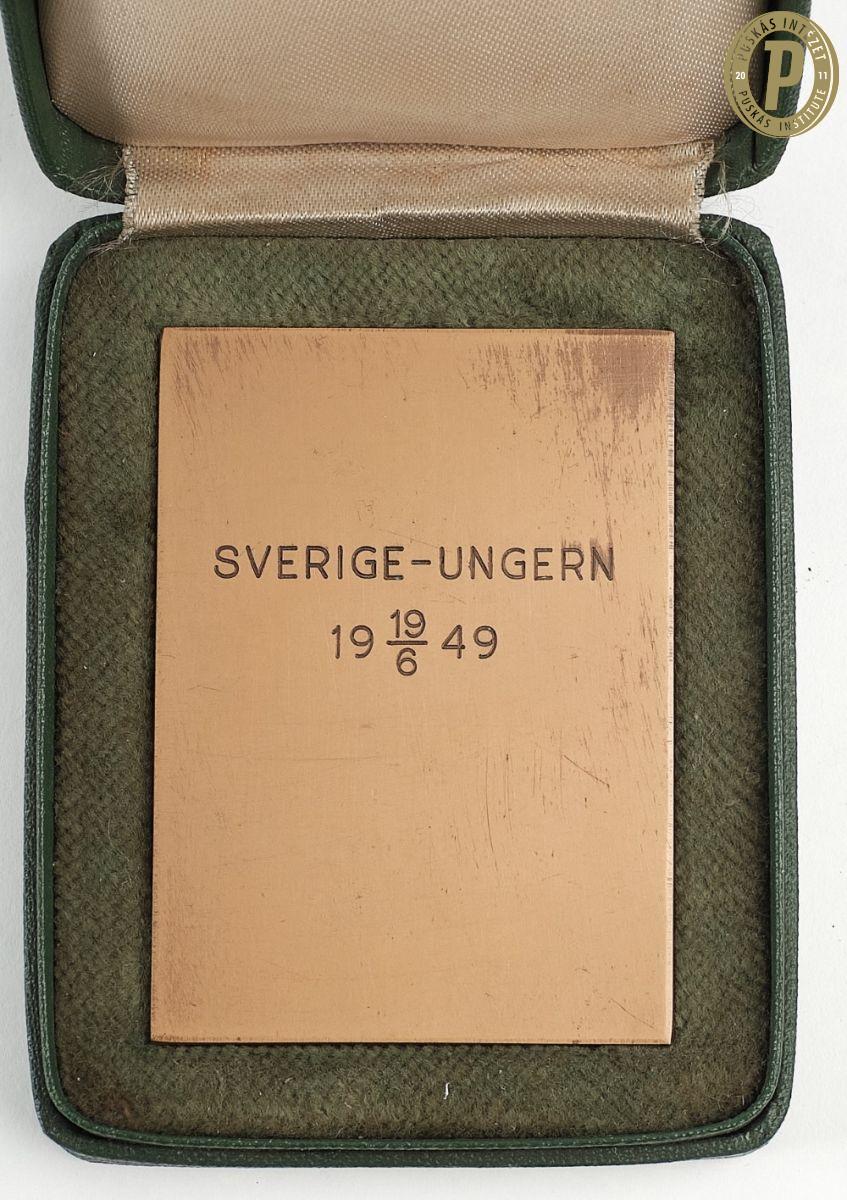 PUSKÁS INTÉZET
20 11
PUSKÁS INSTITUTE
SVERIGE-UNGERN
19 19/6 49